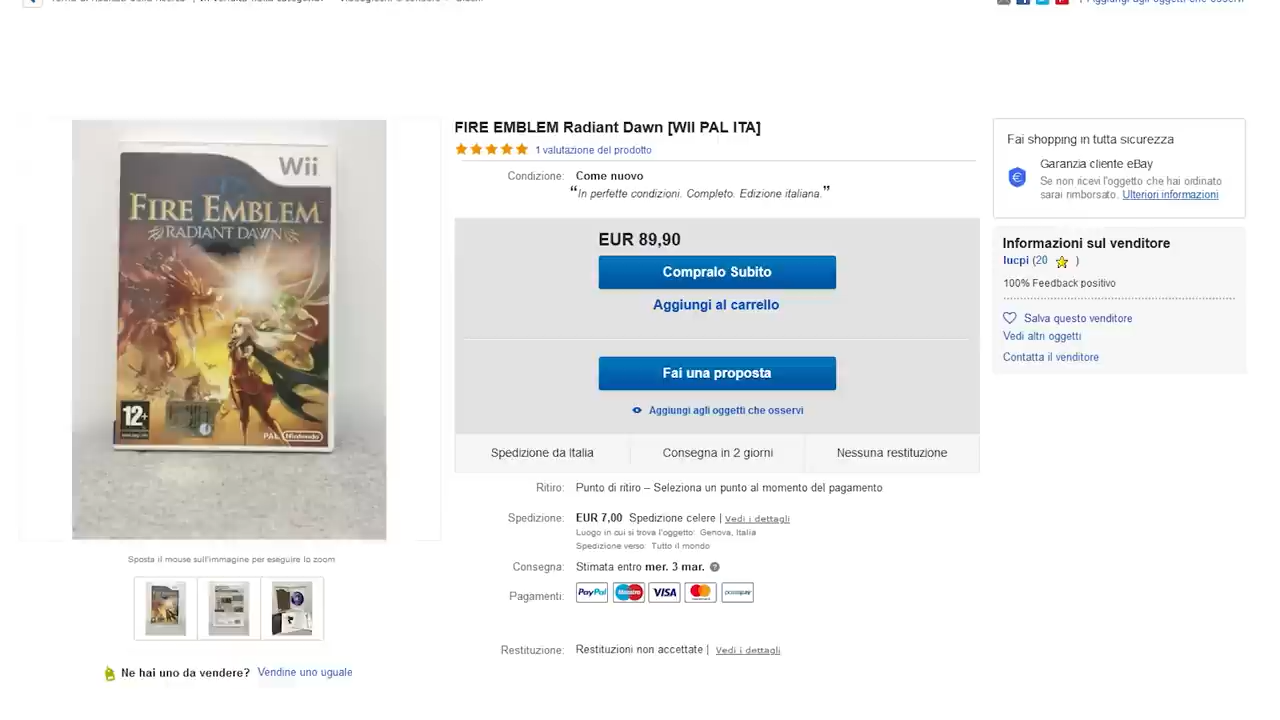 FIRE EMBLEM Radiant Dawn [WII PAL ITA]
1 valutazione del prodotto
Condizione: Come nuovo
“In perfette condizioni. Completo. Edizione italiana.”
EUR 89,90
Compralo Subito
Aggiungi al carrello
Fai una proposta
Aggiungi agli oggetti che osservi
Spedizione da Italia Consegna in 2 giorni Nessuna restituzione
Ritiro: Punto di ritiro – Seleziona un punto al momento del pagamento
Spedizione: EUR 7,00 Spedizione celere | Vedi i dettagli
Luogo in cui si trova l'oggetto: Genova, Italia
Spedizione verso: Tutto il mondo
Consegna: Stimata entro mer. 3 mar.
Pagamenti: PayPal Maestro VISA MasterCard postepay
Restituzione: Restituzioni non accettate | Vedi i dettagli
Wii
FIRE EMBLEM
RADIANT DAWN
12+
PAL Nintendo
Sposta il mouse sull'immagine per eseguire lo zoom
Ne hai uno da vendere? Vendine uno uguale
Fai shopping in tutta sicurezza
Garanzia cliente eBay
Se non ricevi l'oggetto che hai ordinato
sarai rimborsato. Ulteriori informazioni
Informazioni sul venditore
lucpi (20 )
100% Feedback positivo
Salva questo venditore
Vedi altri oggetti
Contatta il venditore